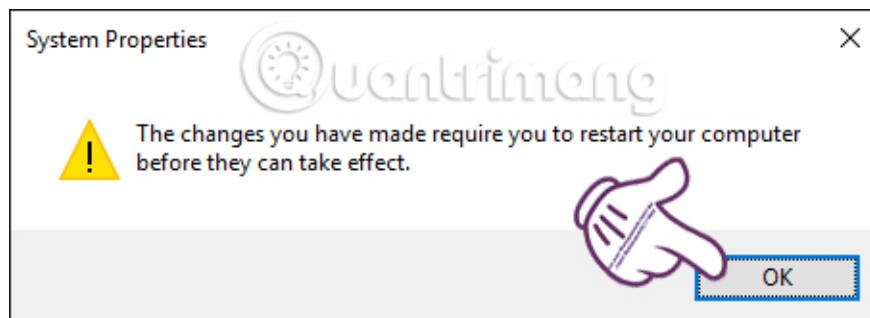 System Properties
Quantrimang
The changes you have made require you to restart your computer
before they can take effect.
OK